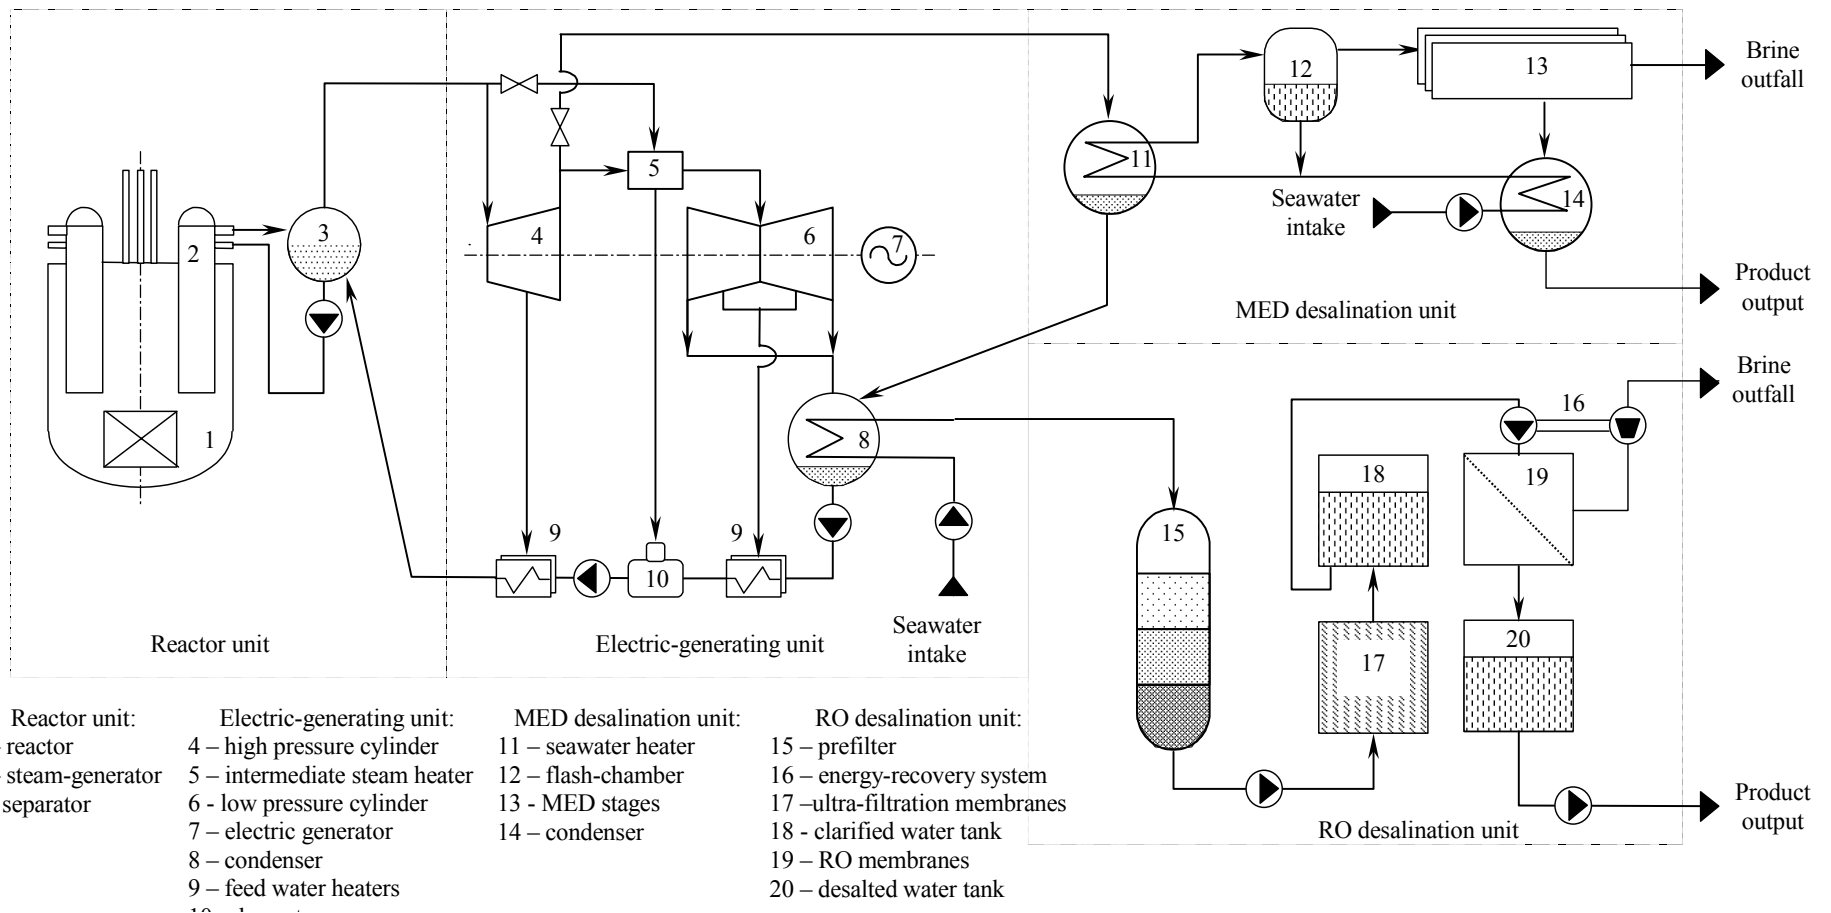 12
13
Brine
outfall
11
5
Seawater
intake
14
3
2
4
6
7
Product
output
MED desalination unit
1
8
Brine
outfall
16
18
19
15
9
9
10
17
20
Seawater
intake
Reactor unit
Electric-generating unit
Product
output
RO desalination unit
Reactor unit:
reactor
steam-generator
separator
Electric-generating unit:
4 – high pressure cylinder
5 – intermediate steam heater
6 - low pressure cylinder
7 – electric generator
8 – condenser
9 – feed water heaters
MED desalination unit:
11 – seawater heater
12 – flash-chamber
13 - MED stages
14 – condenser
RO desalination unit:
15 – prefilter
16 – energy-recovery system
17 –ultra-filtration membranes
18 - clarified water tank
19 – RO membranes
20 – desalted water tank